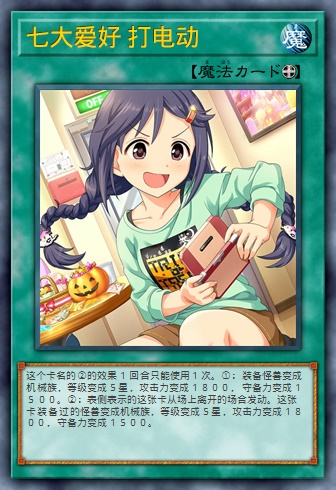 七大爱好 打电动
魔
【魔法カード】
OFF
这个卡名的②的效果1回合只能使用1次。①：装备怪兽变成
机械族，等级变成5星，攻击力变成1800，守备力变成1
500。②：表侧表示的这张卡从场上离开的场合发动。这张
卡装备过的怪兽变成机械族，等级变成5星，攻击力变成18
00，守备力变成1500。